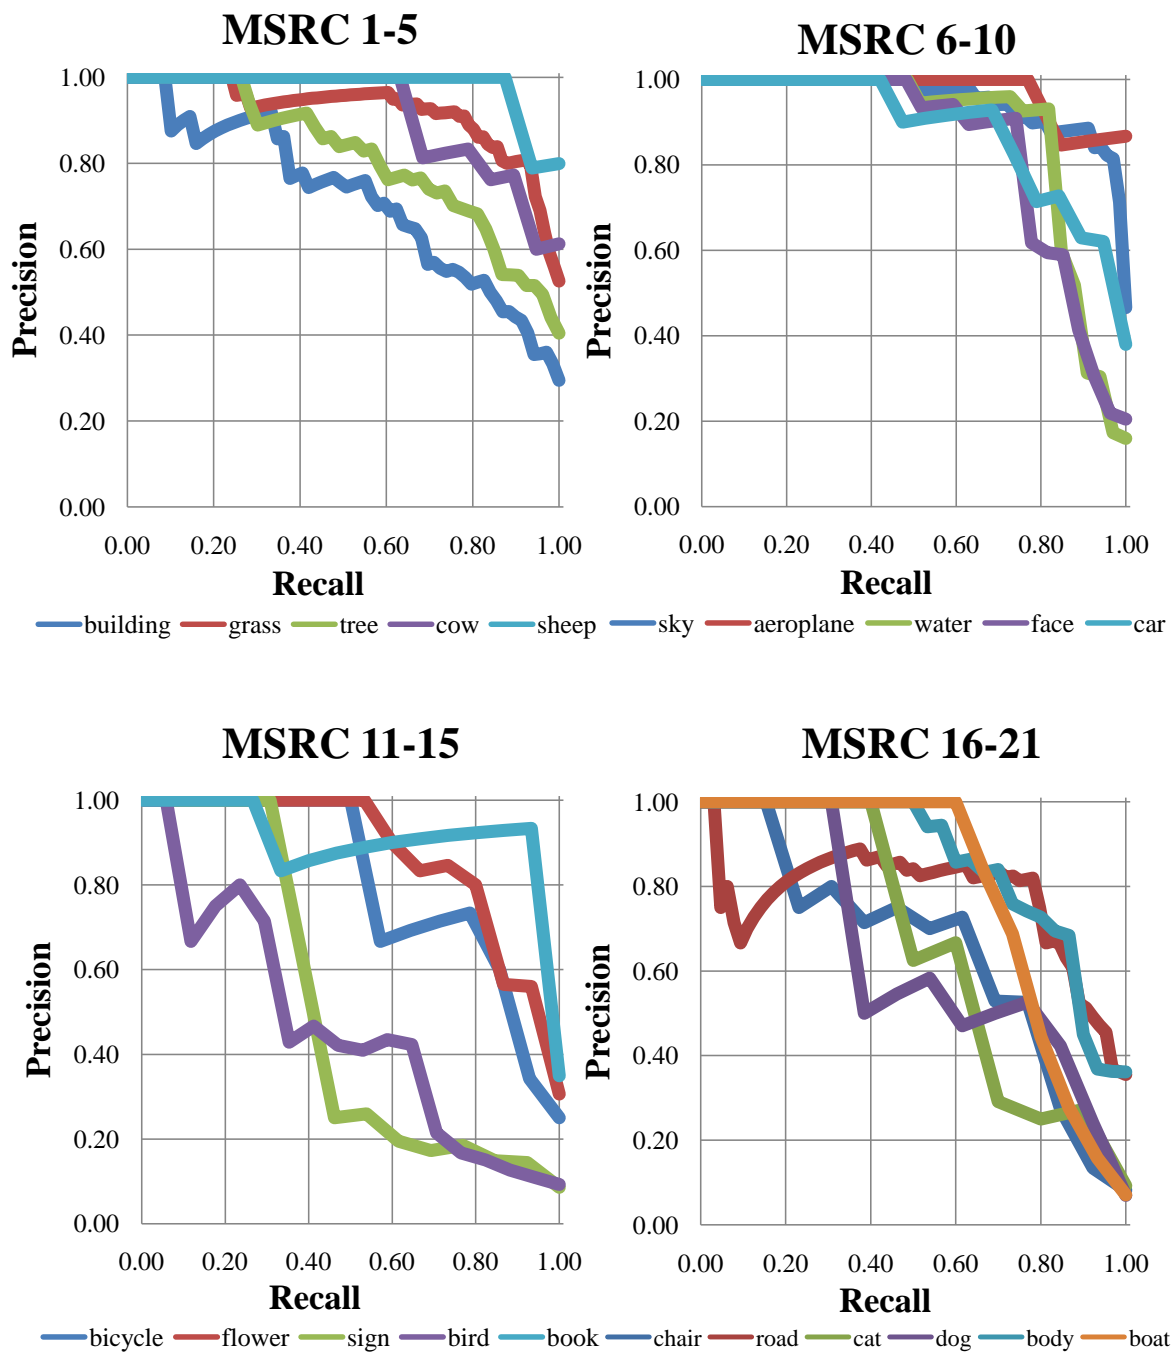 MSRC 1-5
1.00
0.80
0.60
0.40
0.20
0.00
Precision
0.00 0.20 0.40 0.60 0.80 1.00
Recall
building grass tree cow sheep
MSRC 6-10
1.00
0.80
0.60
0.40
0.20
0.00
Precision
0.00 0.20 0.40 0.60 0.80 1.00
Recall
sky aeroplane water face car
MSRC 11-15
1.00
0.80
0.60
0.40
0.20
0.00
Precision
0.00 0.20 0.40 0.60 0.80 1.00
Recall
bicycle flower sign bird book
MSRC 16-21
1.00
0.80
0.60
0.40
0.20
0.00
Precision
0.00 0.20 0.40 0.60 0.80 1.00
Recall
chair road cat dog body boat